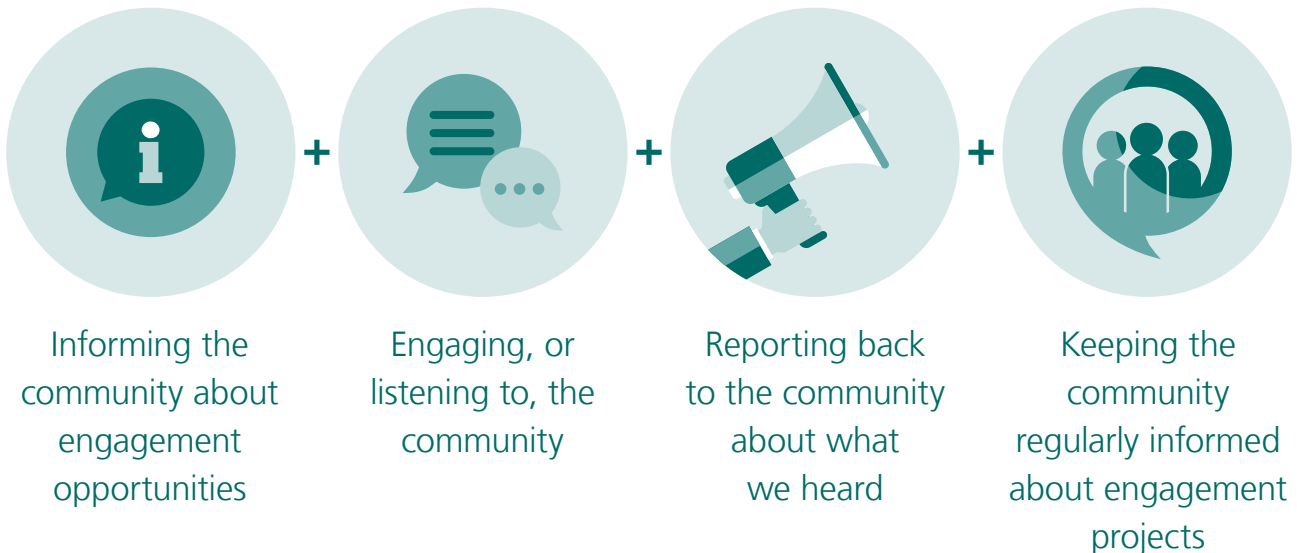 i
+
+
+
Informing the
community about
engagement
opportunities
Engaging, or
listening to, the
community
Reporting back
to the community
about what
we heard
Keeping the
community
regularly informed
about engagement
projects